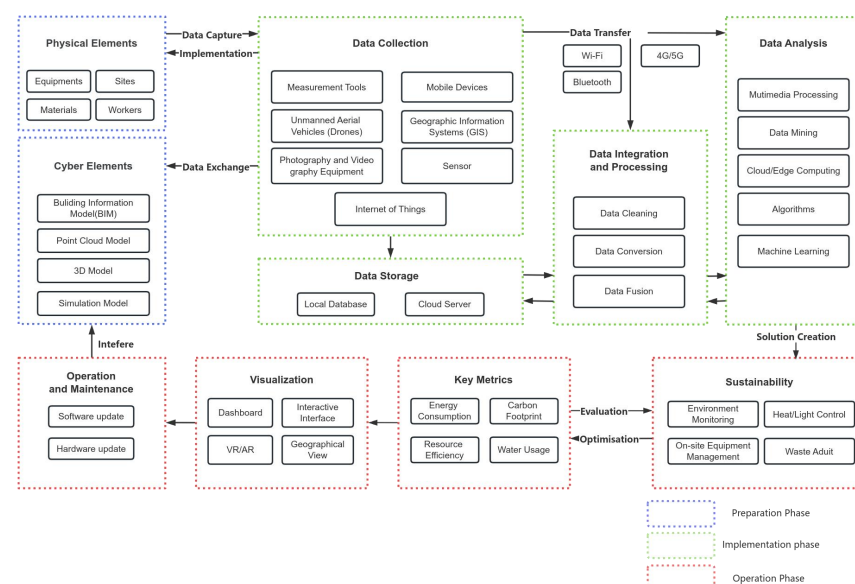 Physical Elements
Equipments
Sites
Materials
Workers
Data Capture
Implementation
Data Collection
Measurement Tools
Mobile Devices
Unmanned Aerial
Vehicles (Drones)
Geographic Information
Systems (GIS)
Photography and Video
graphy Equipment
Sensor
Internet of Things
Data Transfer
Wi-Fi
4G/5G
Bluetooth
Data Analysis
Mutimedia Processing
Data Mining
Cloud/Edge Computing
Algorithms
Machine Learning
Cyber Elements
Buliding Information
Model(BIM)
Point Cloud Model
3D Model
Simulation Model
Data Exchange
Data Integration
and Processing
Data Cleaning
Data Conversion
Data Fusion
Data Storage
Local Database
Cloud Server
Intefere
Solution Creation
Operation
and Maintenance
Software update
Hardware update
Visualization
Dashboard
Interactive
Interface
VR/AR
Geographical
View
Key Metrics
Energy
Consumption
Carbon
Footprint
Resource
Efficiency
Water Usage
Evaluation
Optimisation
Sustainability
Environment
Monitoring
Heat/Light Control
On-site Equipment
Management
Waste Aduit
Preparation Phase
Implementation phase
Operation Phase